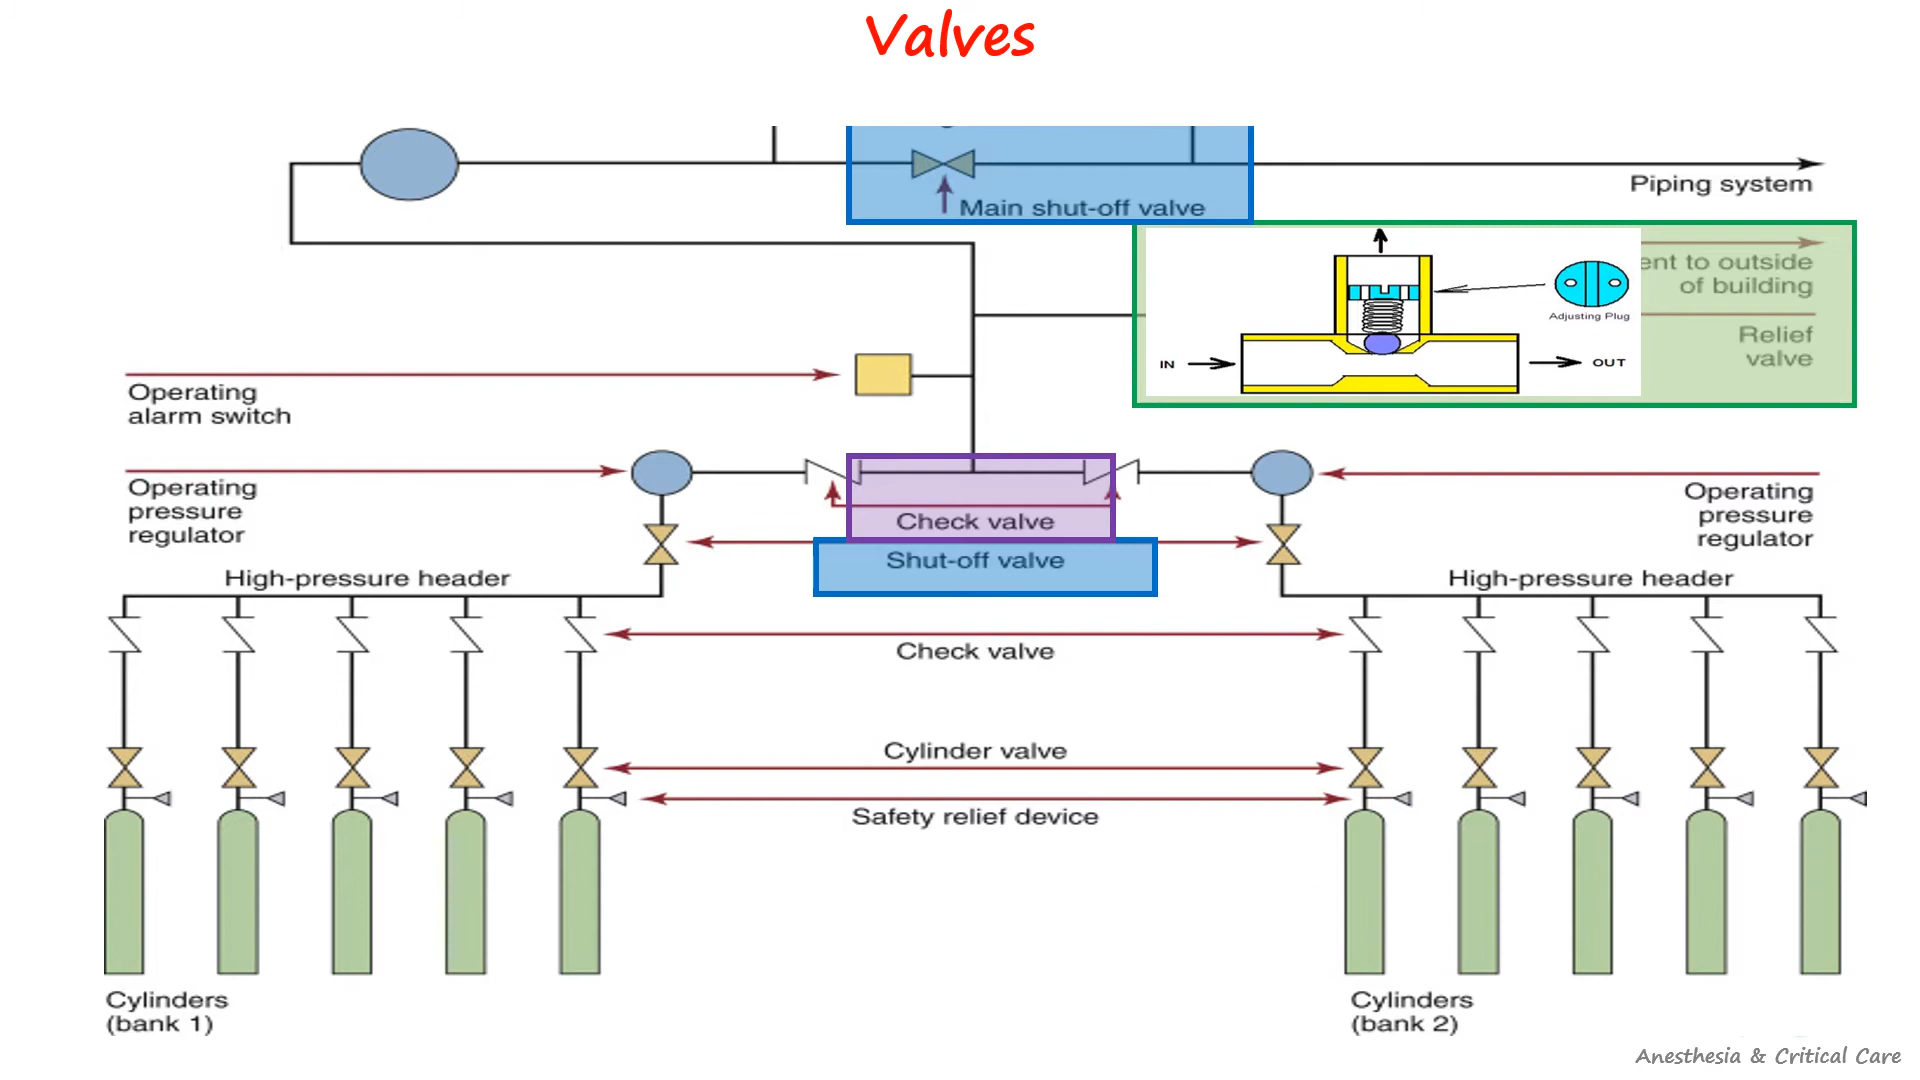 Valves
Piping system
Main shut-off valve
ent to outside
of building
Adjusting Plug
Relief
valve
IN
OUT
Operating
alarm switch
Operating
pressure
regulator
Operating
pressure
regulator
Check valve
Shut-off valve
High-pressure header
High-pressure header
Check valve
Cylinder valve
Safety relief device
Cylinders
(bank 1)
Cylinders
(bank 2)
Anesthesia & Critical Care